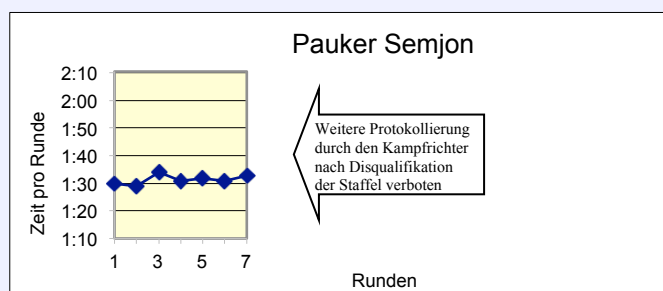 Pauker Semjon
Zeit pro Runde
2:10
2:00
1:50
1:40
1:30
1:20
1:10
1 3 5 7
Weitere Protokollierung
durch den Kampfrichter
nach Disqualifikation
der Staffel verboten
Runden